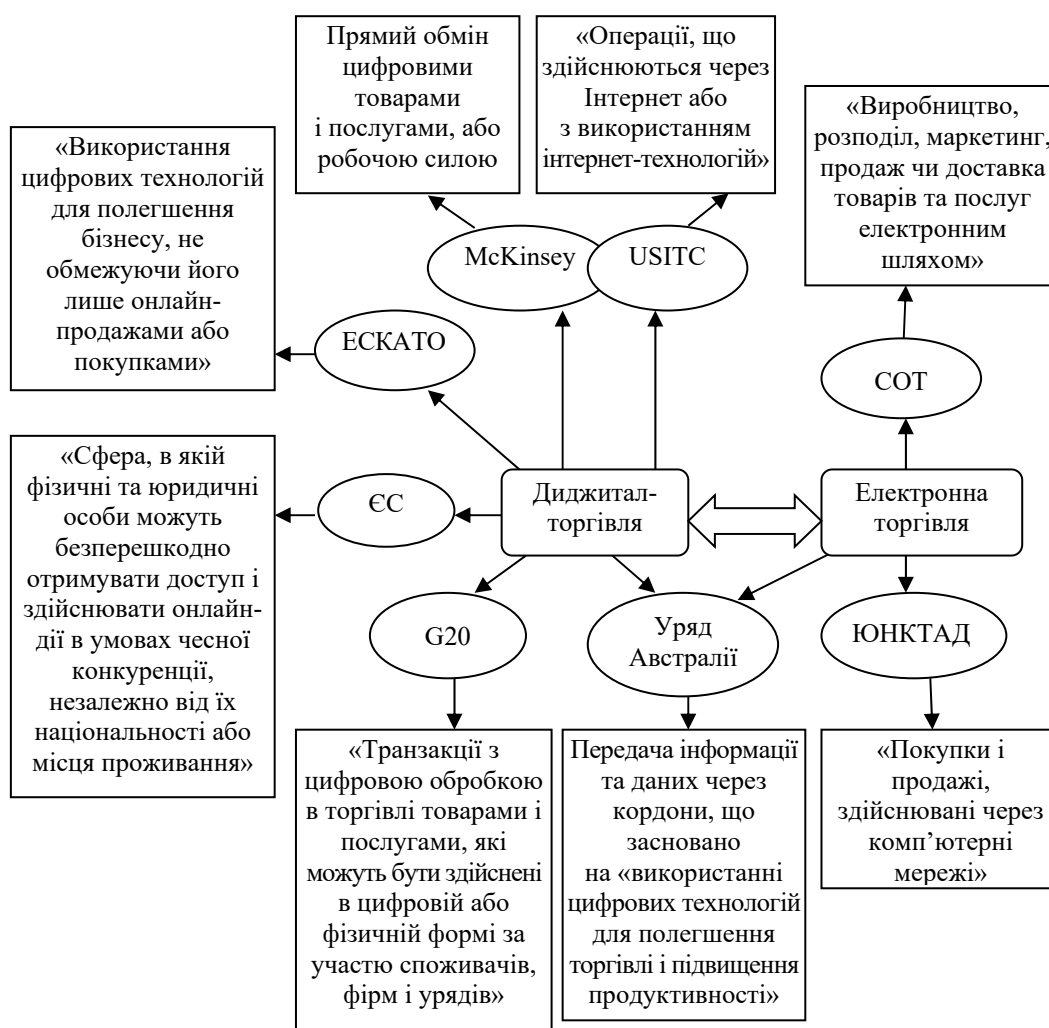 Прямий обмін
цифровими
товарами
і послугами, або
робочою силою
«Операції, що
здійснюються через
Інтернет або
з використанням
інтернет-технологій»
«Виробництво,
розподіл, маркетинг,
продаж чи доставка
товарів та послуг
електронним
шляхом»
«Використання
цифрових технологій
для полегшення
бізнесу, не
обмежуючи його
лише онлайн-
продажами або
покупками»
McKinsey
USITC
ЕСКАТО
СОТ
«Сфера, в якій
фізичні та юридичні
особи можуть
безперешкодно
отримувати доступ і
здійснювати онлайн-
дії в умовах чесної
конкуренції,
незалежно від їх
національності або
місця проживання»
ЄС
Диджитал-
торгівля
Електронна
торгівля
G20
Уряд
Австралії
ЮНКТАД
«Транзакції з
цифровою обробкою
в торгівлі товарами і
послугами, які
можуть бути здійснені
в цифровій або
фізичній формі за
участю споживачів,
фірм і урядів»
Передача інформації
та даних через
кордони, що
засновано
на «використанні
цифрових технологій
для полегшення
торгівлі і підвищення
продуктивності»
«Покупки і
продажі,
здійснювані через
комп’ютерні
мережі»